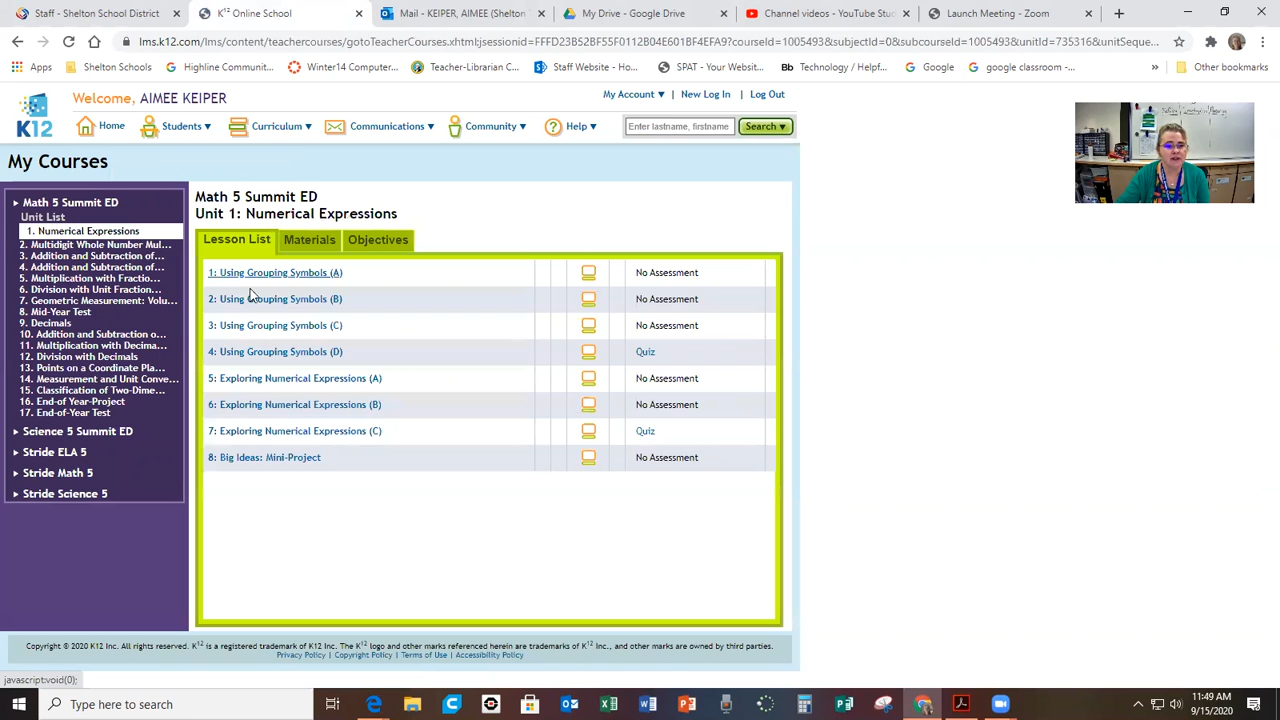 Staff - Shelton School District
K¹² Online School
Mail - KEIPER, AIMEE (Shelton
My Drive - Google Drive
Channel videos - YouTube Stu
Launch Meeting - Zoom
lms.k12.com/lms/content/teachercourses/gotoTeacherCourses.xhtml;jsessionid=FFFD23B52BF55F0112B04E604BF4EFA9?courseId=1005493&subjectId=0&subcourseId=1005493&unitId=735316&unitSeque...
Apps
Shelton Schools
Highline Communit...
Winter14 Computer...
Teacher-Librarian C...
Staff Website - Ho...
SPAT - Your Websit...
Bb Technology / Helpf...
Google
google classroom -...
»
Other bookmarks
K12
Welcome, AIMEE KEIPER
My Account ▼ | New Log In | Log Out
Home
Students ▼
Curriculum ▼
Communications ▼
Community ▼
Help ▼
Enter lastname, firstname
Search ▼
My Courses
Math 5 Summit ED
Unit List
1. Numerical Expressions
2. Multidigit Whole Number Mul...
3. Addition and Subtraction of...
4. Addition and Subtraction of...
5. Multiplication with Fractio...
6. Division with Unit Fraction...
7. Geometric Measurement: Volu...
8. Mid-Year Test
9. Decimals
10. Addition and Subtraction o...
11. Multiplication with Decima...
12. Division with Decimals
13. Points on a Coordinate Pla...
14. Measurement and Unit Conve...
15. Classification of Two-Dime...
16. End-of Year-Project
17. End-of-Year Test
Science 5 Summit ED
Stride ELA 5
Stride Math 5
Stride Science 5
Math 5 Summit ED
Unit 1: Numerical Expressions
Lesson List
Materials
Objectives
1: Using Grouping Symbols (A) No Assessment
2: Using Grouping Symbols (B) No Assessment
3: Using Grouping Symbols (C) No Assessment
4: Using Grouping Symbols (D) Quiz
5: Exploring Numerical Expressions (A) No Assessment
6: Exploring Numerical Expressions (B) No Assessment
7: Exploring Numerical Expressions (C) Quiz
8: Big Ideas: Mini-Project No Assessment
Copyright © 2020 K12 Inc. All rights reserved. K¹² is a registered trademark of K12 Inc. The K¹² logo and other marks referenced herein are trademarks of K¹² Inc., and other marks are owned by third parties.
Privacy Policy | Copyright Policy | Terms of Use | Accessibility Policy
javascript:void(0);
Type here to search
11:49 AM
9/15/2020